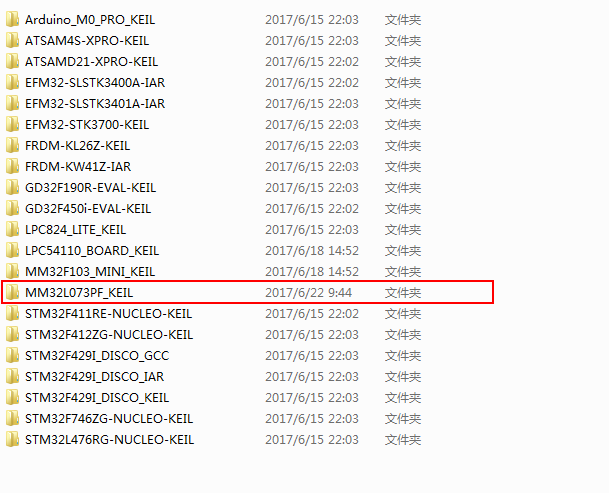 Arduino_M0_PRO_KEIL 2017/6/15 22:03 文件夹
ATSAM4S-XPRO-KEIL 2017/6/15 22:03 文件夹
ATSAMD21-XPRO-KEIL 2017/6/15 22:02 文件夹
EFM32-SLSTK3400A-IAR 2017/6/15 22:03 文件夹
EFM32-SLSTK3401A-IAR 2017/6/15 22:03 文件夹
EFM32-STK3700-KEIL 2017/6/15 22:03 文件夹
FRDM-KL26Z-KEIL 2017/6/15 22:03 文件夹
FRDM-KW41Z-IAR 2017/6/15 22:03 文件夹
GD32F190R-EVAL-KEIL 2017/6/15 22:03 文件夹
GD32F450i-EVAL-KEIL 2017/6/15 22:02 文件夹
LPC824_LITE_KEIL 2017/6/15 22:03 文件夹
LPC54110_BOARD_KEIL 2017/6/18 14:52 文件夹
MM32F103_MINI_KEIL 2017/6/18 14:52 文件夹
MM32L073PF_KEIL 2017/6/22 9:44 文件夹
STM32F411RE-NUCLEO-KEIL 2017/6/15 22:02 文件夹
STM32F412ZG-NUCLEO-KEIL 2017/6/15 22:03 文件夹
STM32F429I_DISCO_GCC 2017/6/15 22:03 文件夹
STM32F429I_DISCO_IAR 2017/6/15 22:03 文件夹
STM32F429I_DISCO_KEIL 2017/6/15 22:03 文件夹
STM32F746ZG-NUCLEO-KEIL 2017/6/15 22:03 文件夹
STM32L476RG-NUCLEO-KEIL 2017/6/15 22:03 文件夹